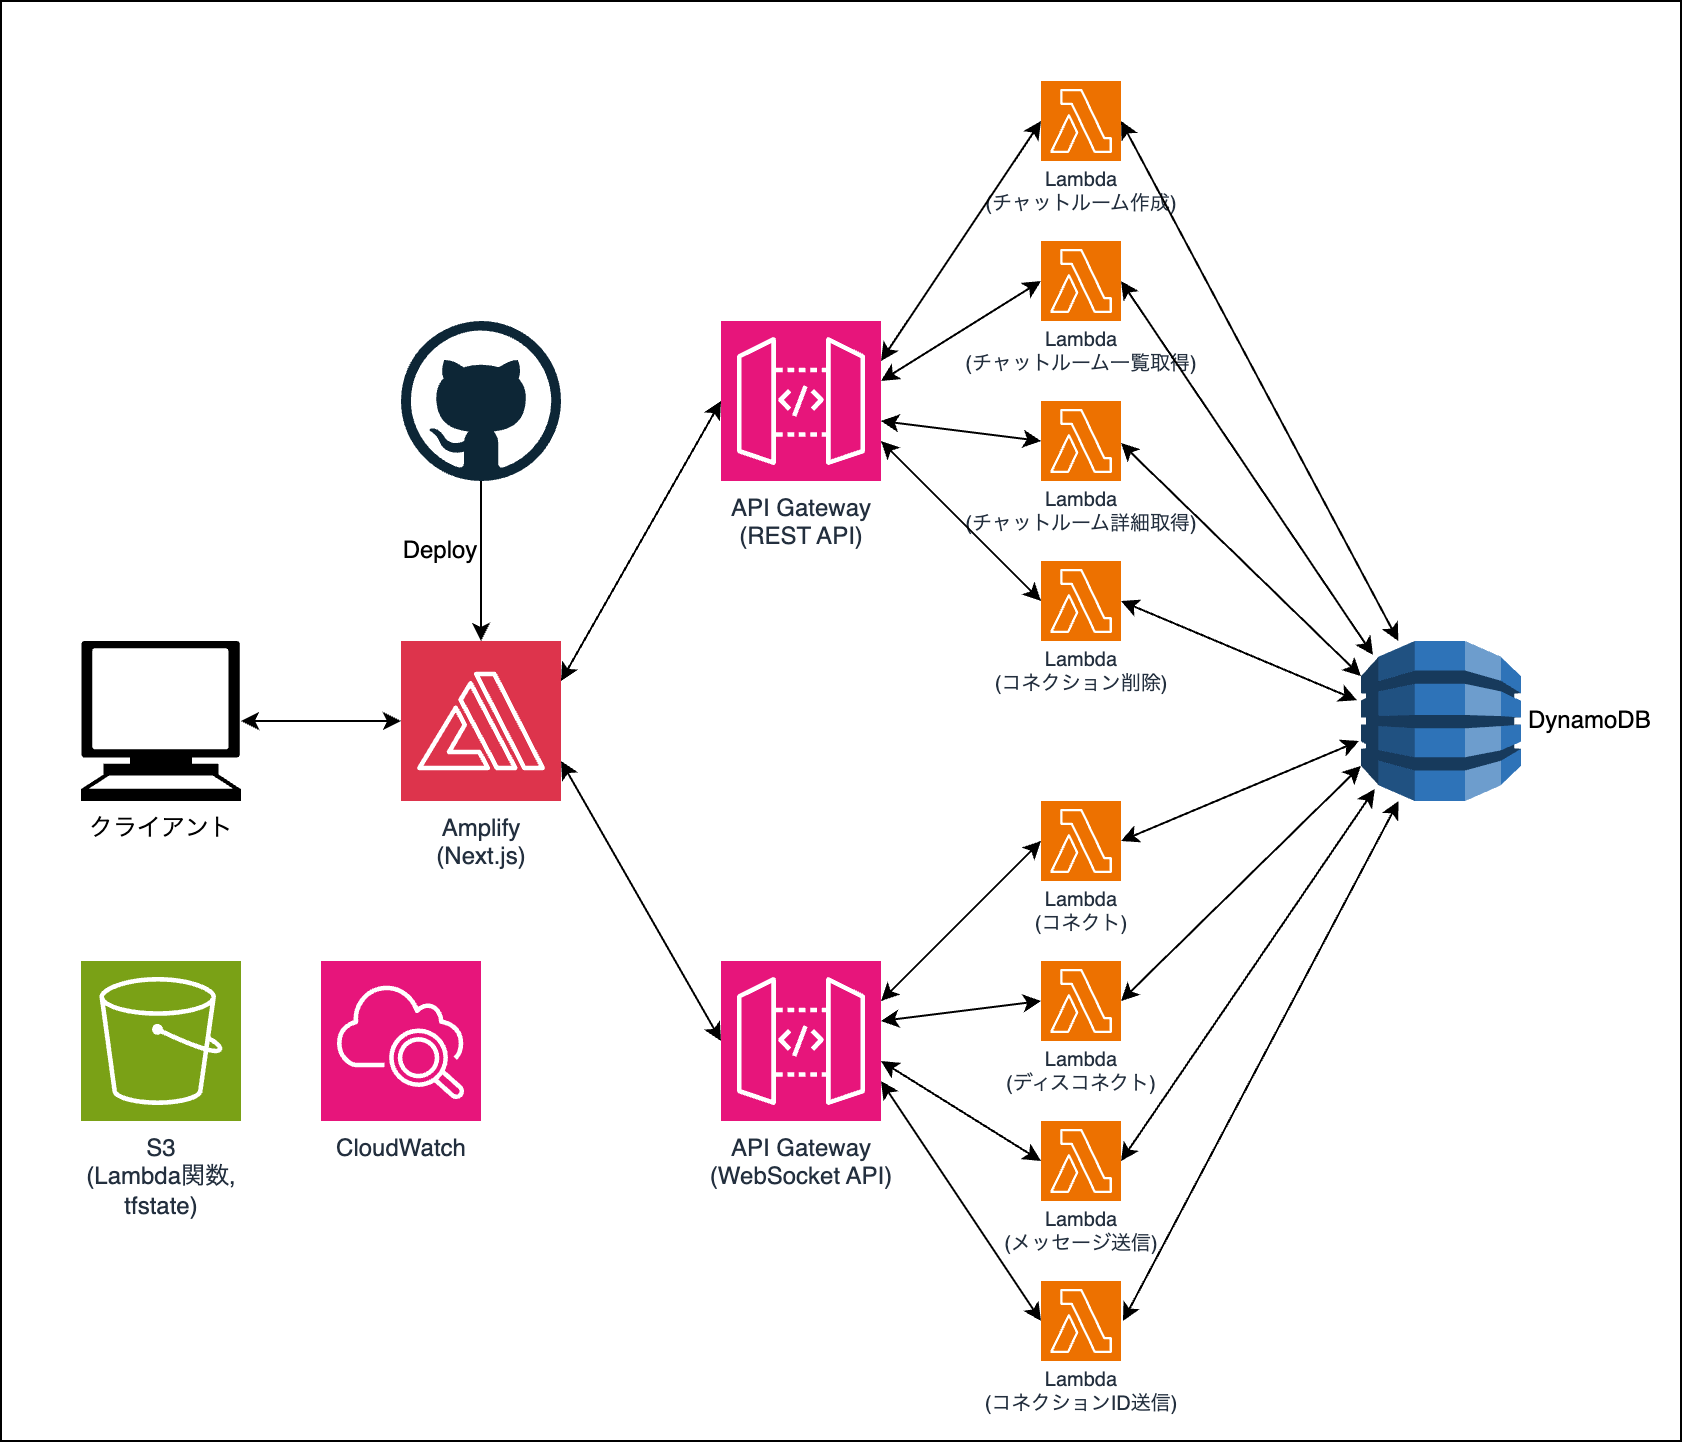 Lambda
(チャットルーム作成)
Lambda
(チャットルーム一覧取得)
Lambda
(チャットルーム詳細取得)
API Gateway
(REST API)
Deploy
Lambda
(コネクション削除)
DynamoDB
クライアント
Amplify
(Next.js)
Lambda
(コネクト)
Lambda
(ディスコネクト)
S3
(Lambda関数,
tfstate)
CloudWatch
API Gateway
(WebSocket API)
Lambda
(メッセージ送信)
Lambda
(コネクションID送信)